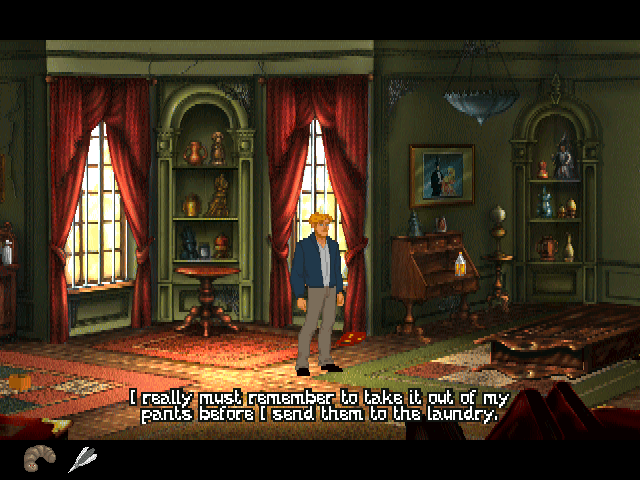 I really must remember to take it out of my
pants before I send them to the laundry.